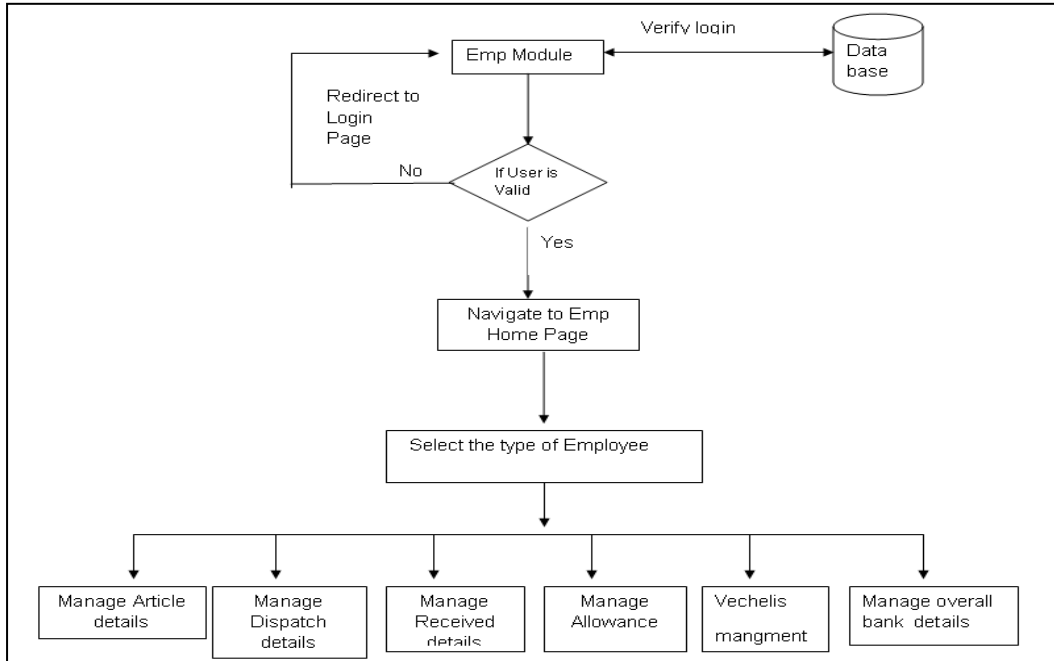 Verify login
Emp Module
Data
base
Redirect to
Login
Page
No
If User is
Valid
Yes
Navigate to Emp
Home Page
Select the type of Employee
Manage Article
details
Manage
Dispatch
details
Manage
Received
details
Manage
Allowance
Vechelis
mangment
Manage overall
bank details